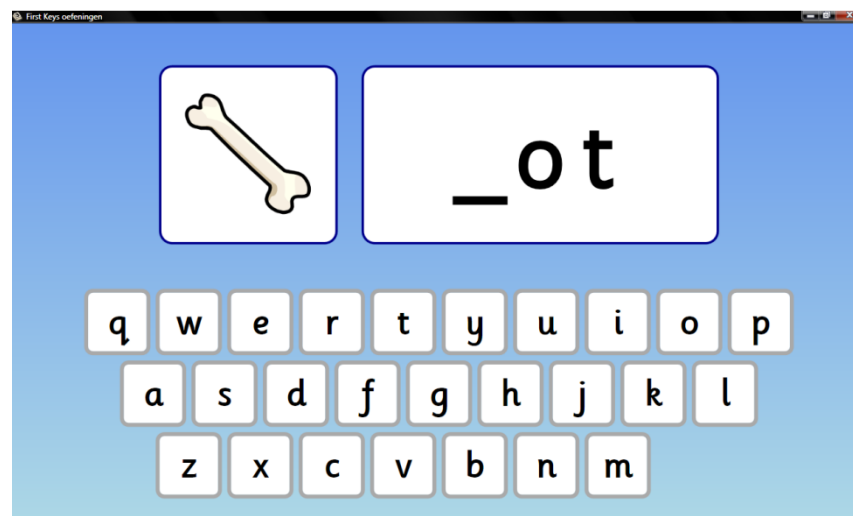 First Keys oefeningen
_ot
q w e r t y u i o p
a s d f g h j k l
z x c v b n m